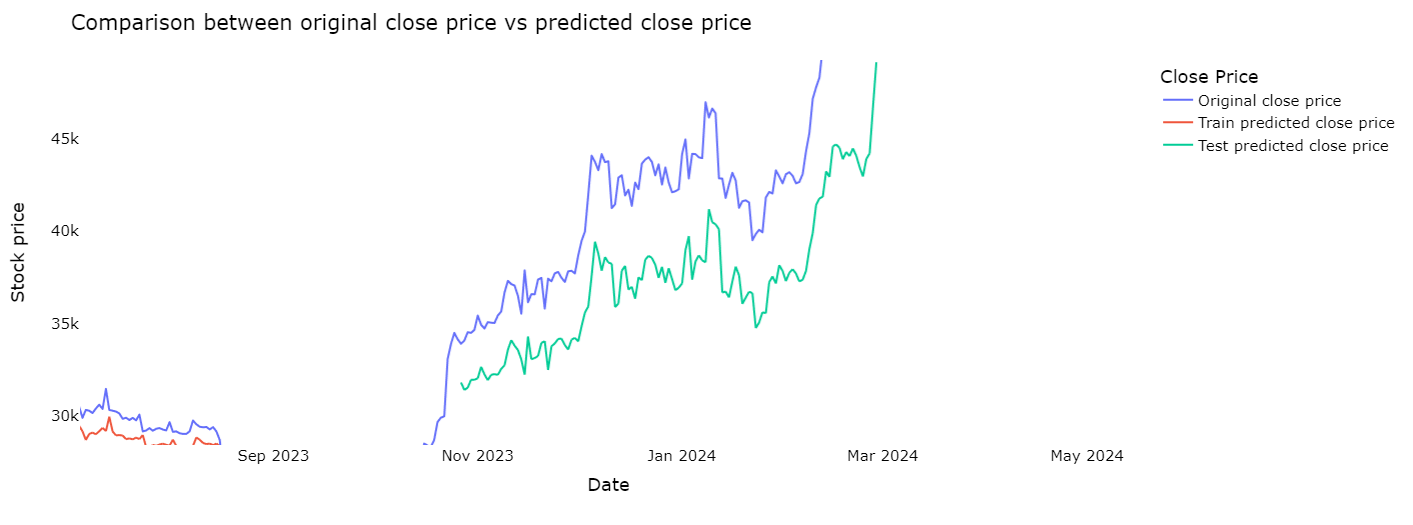 Comparison between original close price vs predicted close price
Close Price
Original close price
Train predicted close price
Test predicted close price
Stock price
45k
40k
35k
30k
Sep 2023
Nov 2023
Jan 2024
Mar 2024
May 2024
Date